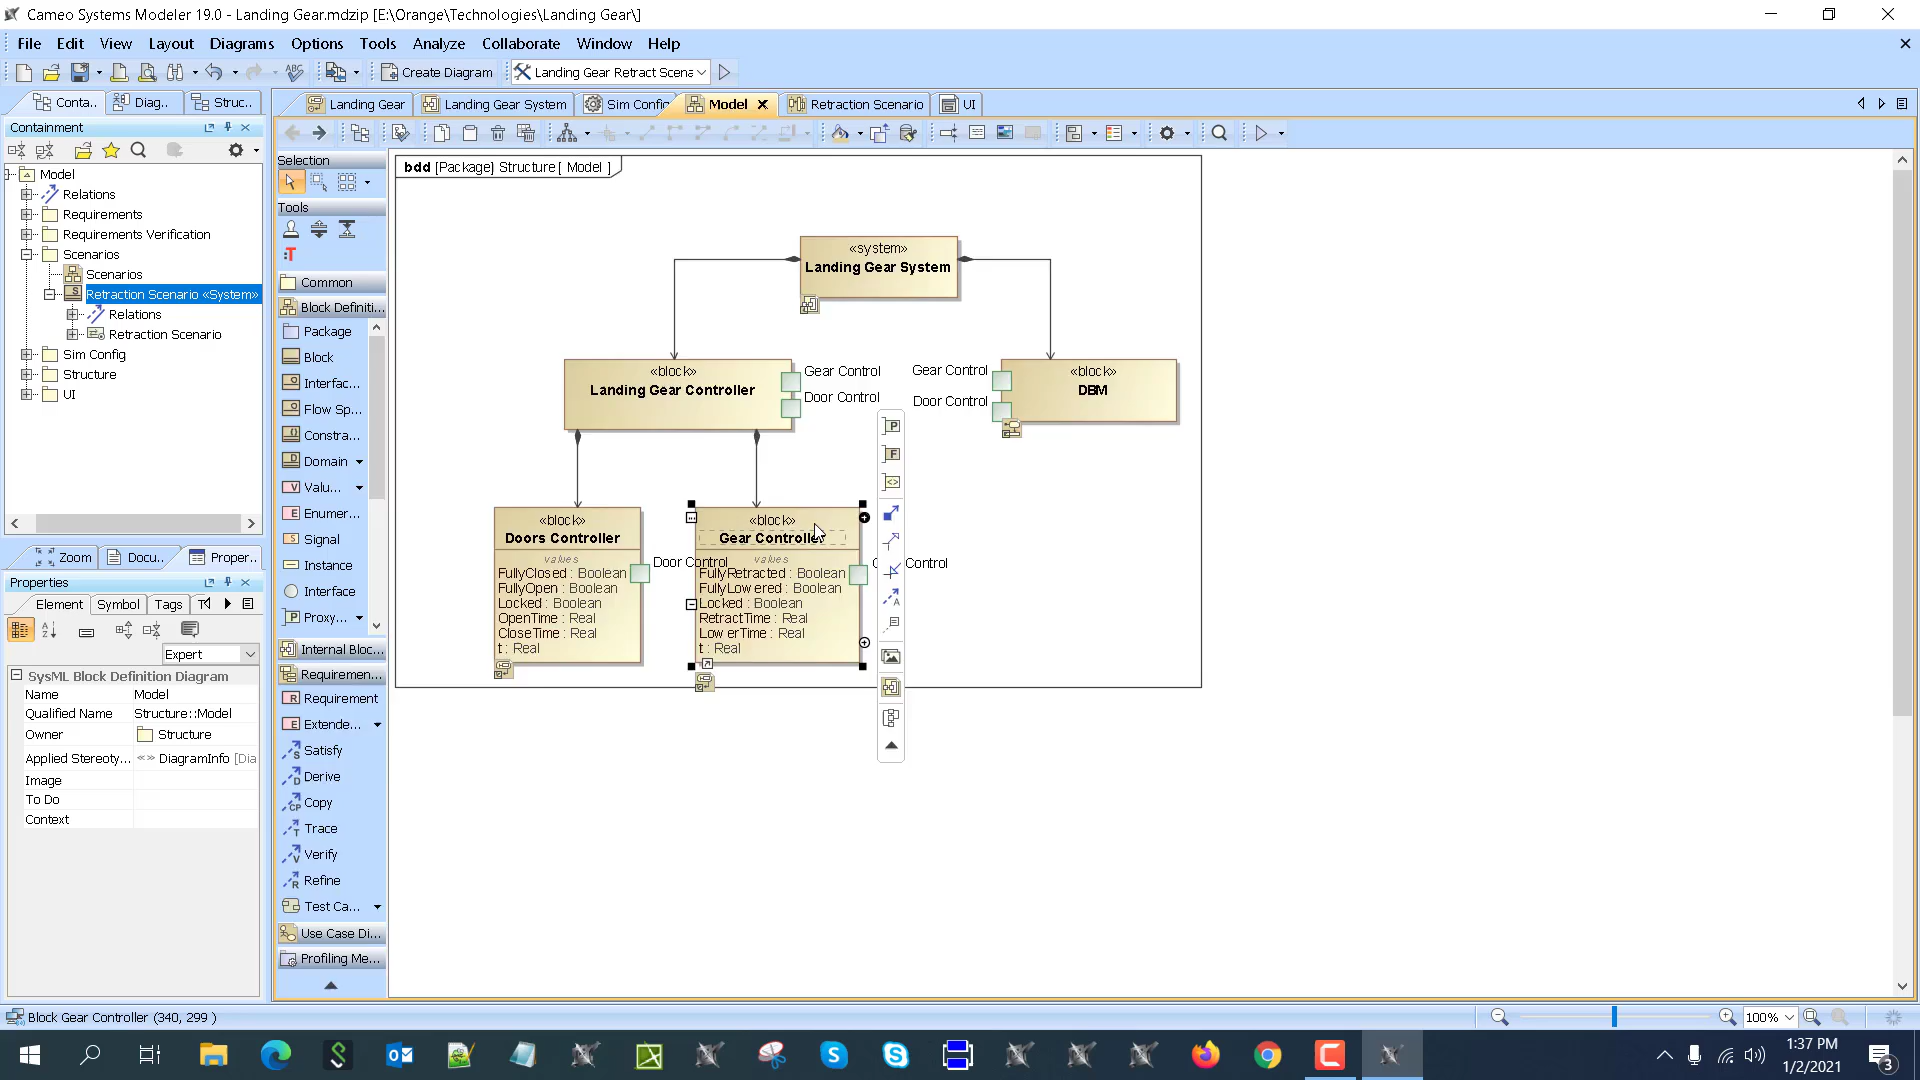 Cameo Systems Modeler 19.0 - Landing Gear.mdzip [E:\Orange\Technologies\Landing Gear\]
File Edit View Layout Diagrams Options Tools Analyze Collaborate Window Help
Create Diagram
Landing Gear Retract Scena
Conta..
Diag...
Struc...
Landing Gear
Landing Gear System
Sim Config
Model
Retraction Scenario
UI
Containment
Model
Relations
Requirements
Requirements Verification
Scenarios
Scenarios
Retraction Scenario «System»
Relations
Retraction Scenario
Sim Config
Structure
UI
Zoom
Docu...
Proper...
Properties
Element
Symbol
Tags
Expert
SysML Block Definition Diagram
Name Model
Qualified Name Structure::Model
Owner Structure
Applied Stereoty... «» DiagramInfo [Dia
Image
To Do
Context
Selection
Tools
Common
Block Definiti...
Package
Block
Interfac...
Flow Sp...
Constra...
Domain
Valu...
Enumer...
Signal
Instance
Interface
Proxy...
Internal Bloc...
Requiremen...
Requirement
Extende...
Satisfy
Derive
Copy
Trace
Verify
Refine
Test Ca...
Use Case Di...
Profiling Me...
bdd [Package] Structure [ Model ]
«system»
Landing Gear System
«block»
Landing Gear Controller
Gear Control
Door Control
Gear Control
Door Control
«block»
DBM
«block»
Doors Controller
values
FullyClosed : Boolean
FullyOpen : Boolean
Locked : Boolean
OpenTime : Real
CloseTime : Real
t : Real
Door Control
«block»
Gear Controller
values
FullyRetracted : Boolean
FullyLowered : Boolean
Locked : Boolean
RetractTime : Real
LowerTime : Real
t : Real
Control
Block Gear Controller (340, 299 )
100%
1:37 PM
1/2/2021
3